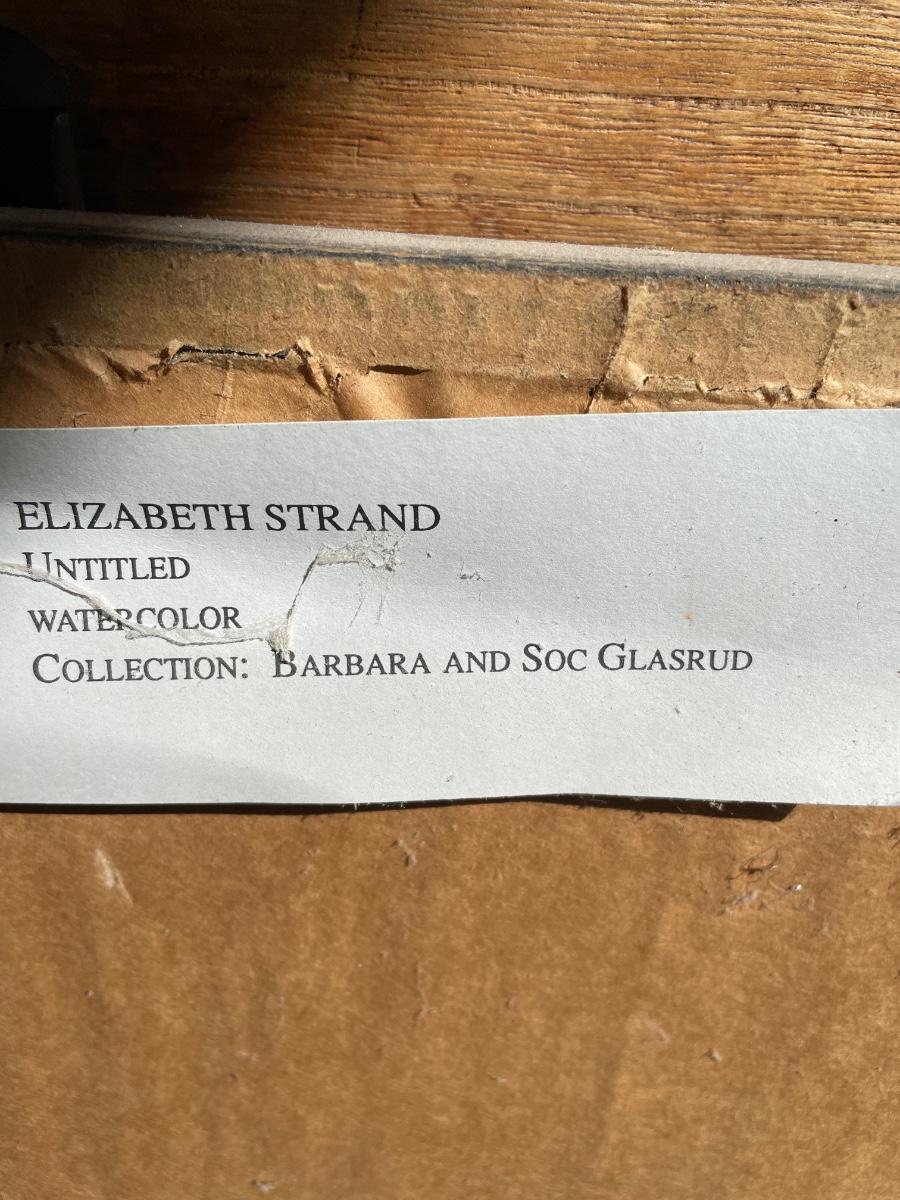 ELIZABETH STRAND
UNTITLED
WATERCOLOR
COLLECTION: BARBARA AND SOC GLASRUD